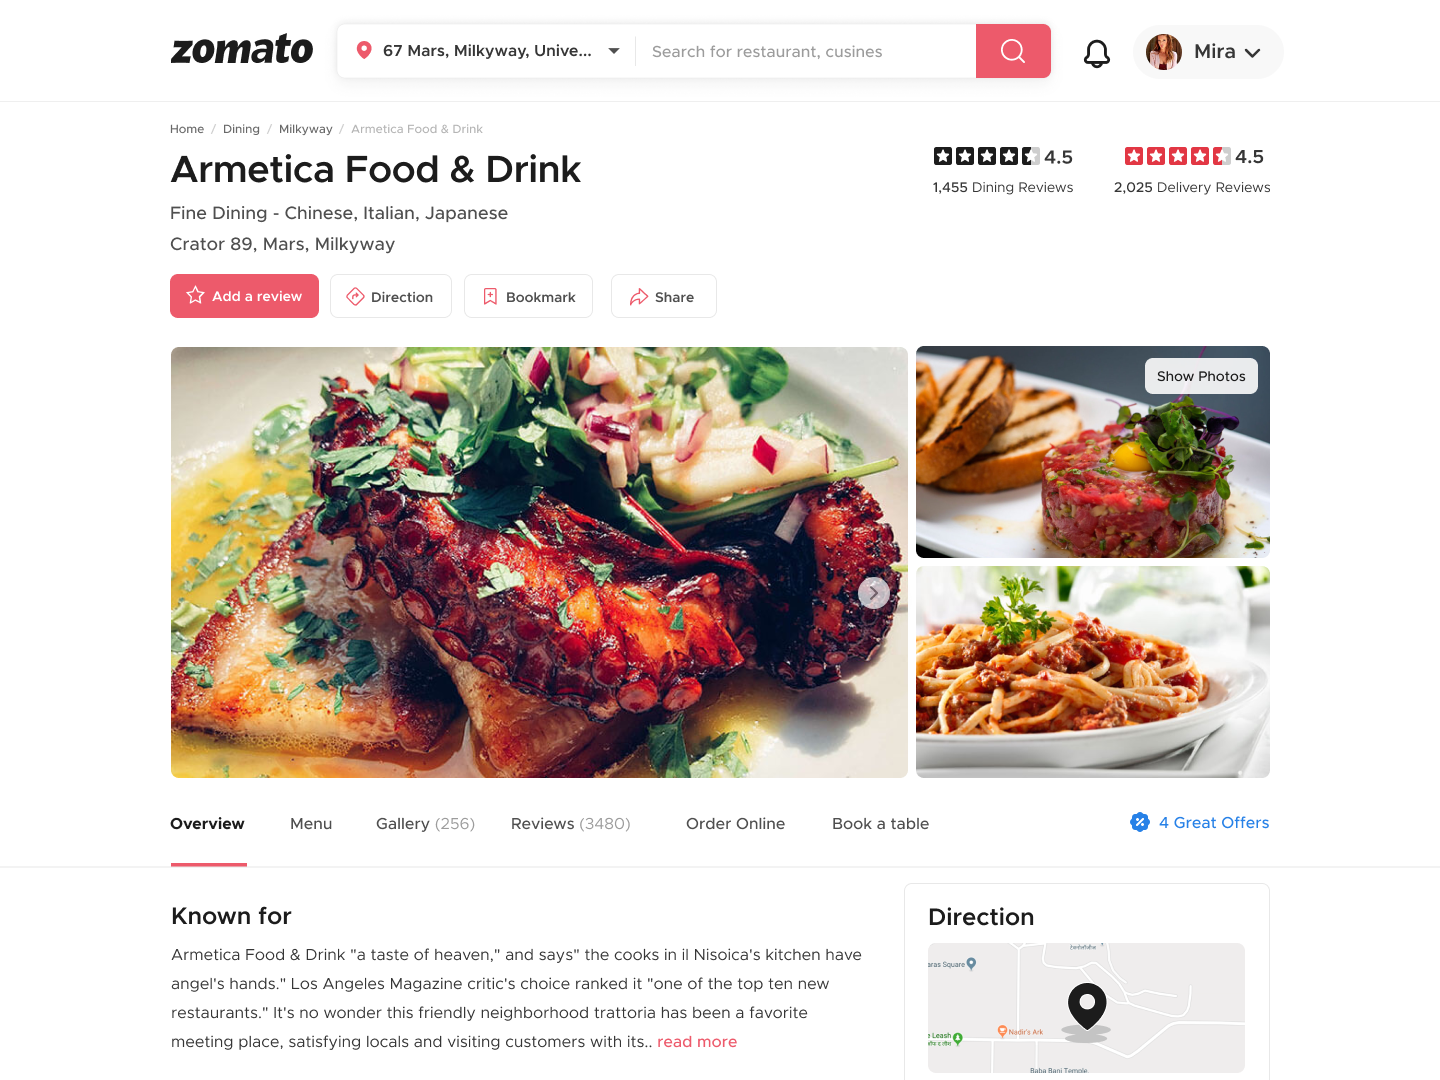 zomato
67 Mars, Milkyway, Unive...
Search for restaurant, cusines
Mira
Home / Dining / Milkyway / Armetica Food & Drink
Armetica Food & Drink
4.5
4.5
1,455 Dining Reviews
2,025 Delivery Reviews
Fine Dining - Chinese, Italian, Japanese
Crator 89, Mars, Milkyway
Add a review
Direction
Bookmark
Share
Show Photos
Overview
Menu
Gallery (256)
Reviews (3480)
Order Online
Book a table
4 Great Offers
Known for
Armetica Food & Drink "a taste of heaven," and says" the cooks in il Nisoica's kitchen have
angel's hands." Los Angeles Magazine critic's choice ranked it "one of the top ten new
restaurants." It's no wonder this friendly neighborhood trattoria has been a favorite
meeting place, satisfying locals and visiting customers with its.. read more
Direction
aras Square
Nadir's Ark
e Leash
Baba Bani Temple,